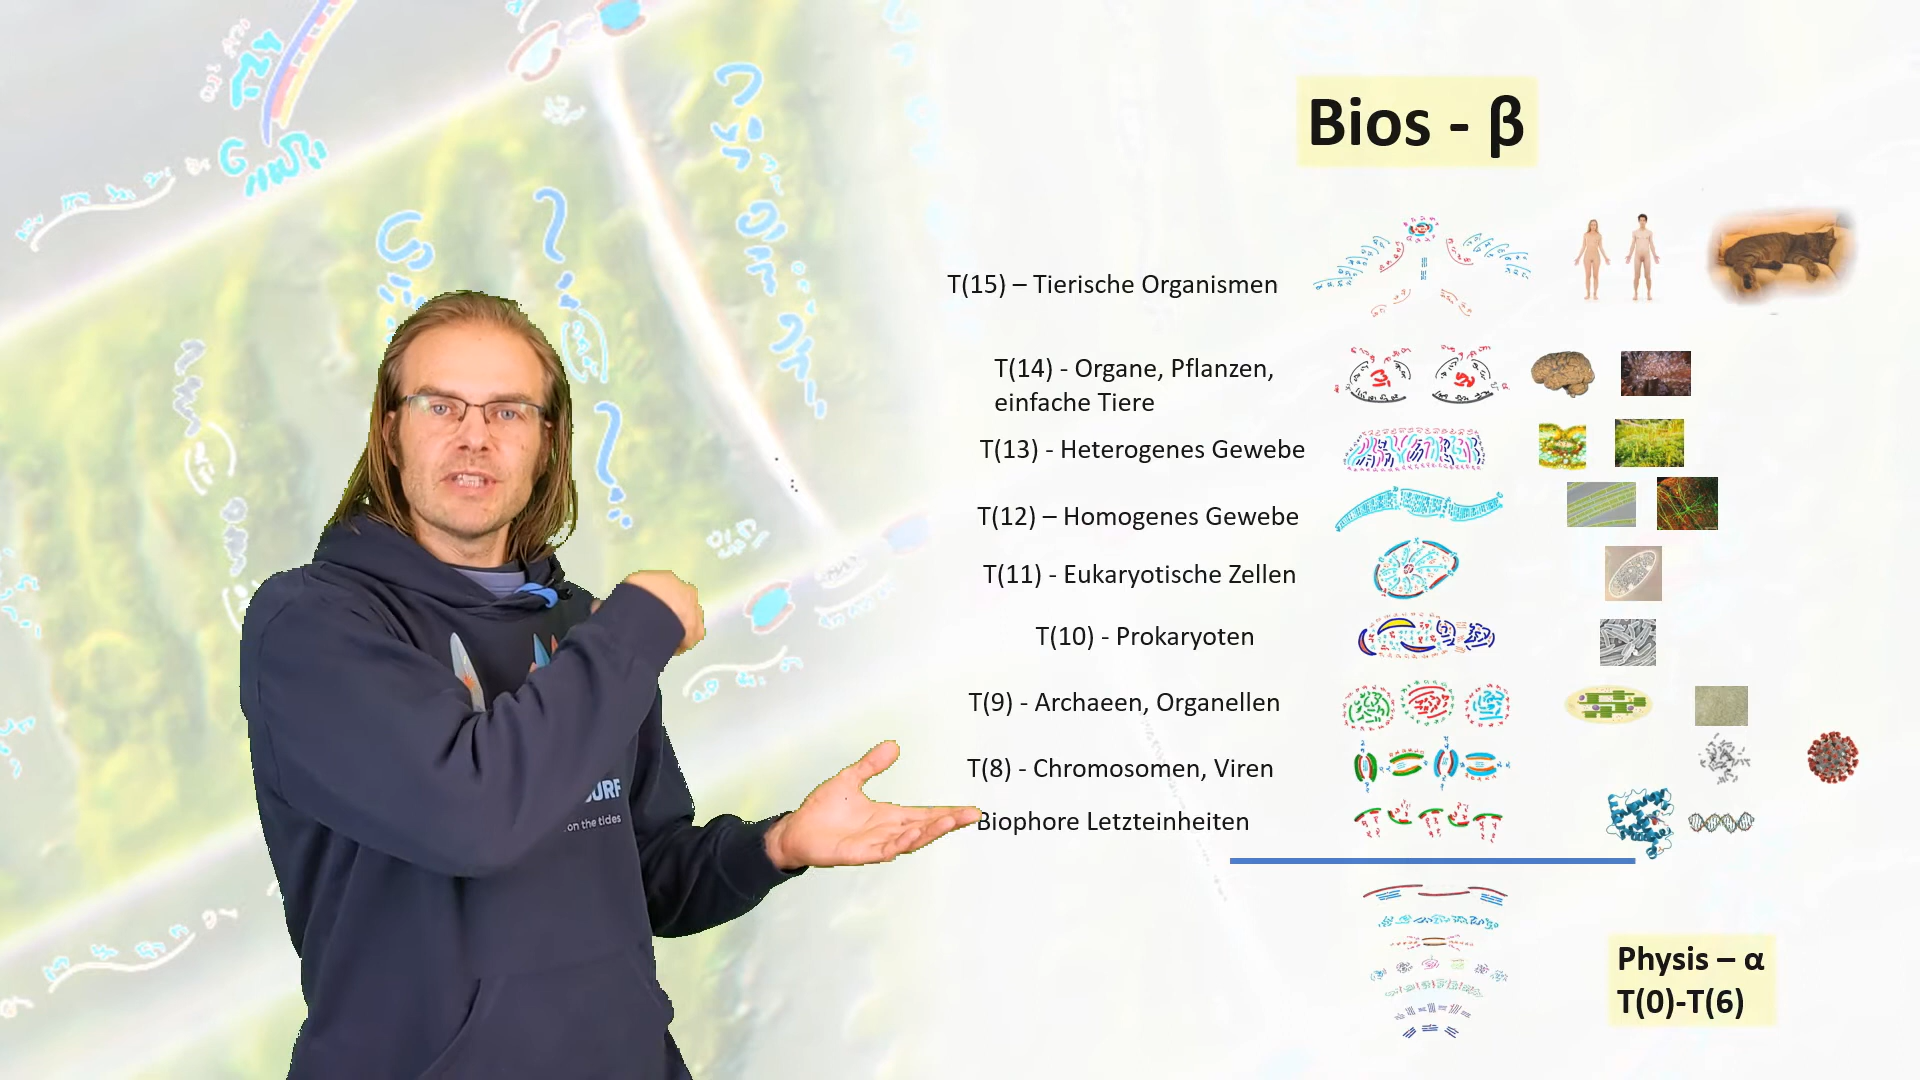 Bios - β
T(15) – Tierische Organismen
T(14) - Organe, Pflanzen,
einfache Tiere
T(13) - Heterogenes Gewebe
T(12) – Homogenes Gewebe
T(11) - Eukaryotische Zellen
T(10) - Prokaryoten
T(9) - Archaeen, Organellen
T(8) - Chromosomen, Viren
Biophore Letzteinheiten
Physis – α
T(0)-T(6)
on the tides